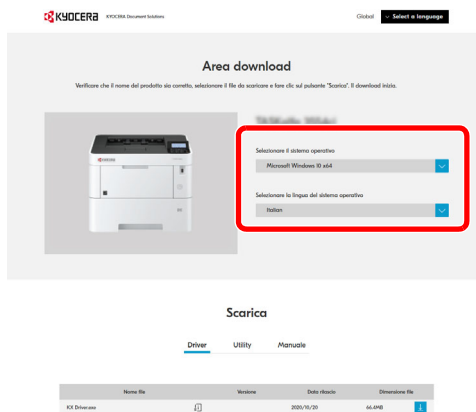 KYOCERA KYOCERA Document Solutions Global Select a language
Area download
Verificare che il nome del prodotto sia corretto, selezionare il file da scaricare e fare clic sul pulsante "Scarica". Il download inizia.
Selezionare il sistema operativo
Microsoft Windows 10 x64
Selezionare la lingua del sistema operativo
Italian
Scarica
Driver Utility Manuale
Nome file Versione Data rilascio Dimensione file
KX Driver.exe 2020/10/20 66.6MB